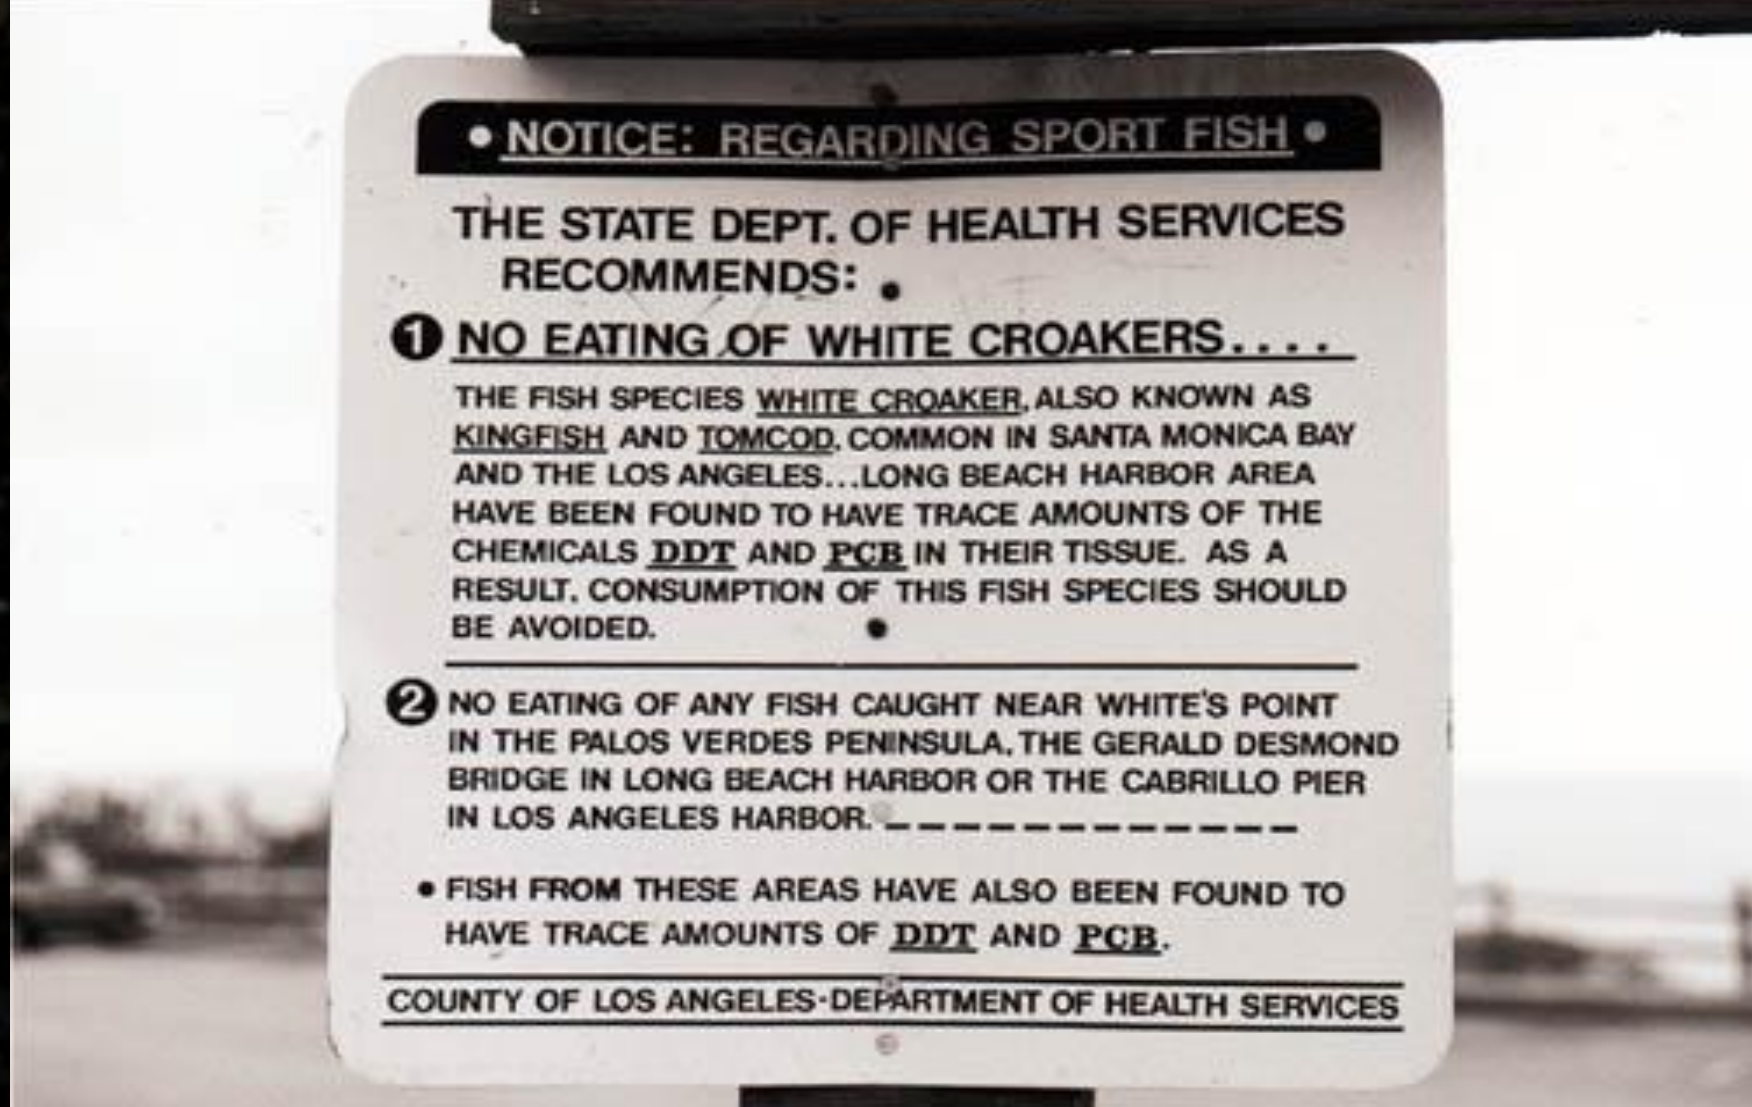 • NOTICE: REGARDING SPORT FISH •
THE STATE DEPT. OF HEALTH SERVICES
RECOMMENDS:
1 NO EATING OF WHITE CROAKERS....
THE FISH SPECIES WHITE CROAKER, ALSO KNOWN AS
KINGFISH AND TOMCOD, COMMON IN SANTA MONICA BAY
AND THE LOS ANGELES...LONG BEACH HARBOR AREA
HAVE BEEN FOUND TO HAVE TRACE AMOUNTS OF THE
CHEMICALS DDT AND PCB IN THEIR TISSUE. AS A
RESULT, CONSUMPTION OF THIS FISH SPECIES SHOULD
BE AVOIDED.
2 NO EATING OF ANY FISH CAUGHT NEAR WHITE'S POINT
IN THE PALOS VERDES PENINSULA, THE GERALD DESMOND
BRIDGE IN LONG BEACH HARBOR OR THE CABRILLO PIER
IN LOS ANGELES HARBOR. _ _ _ _ _ _ _ _ _ _ _ _ _
• FISH FROM THESE AREAS HAVE ALSO BEEN FOUND TO
HAVE TRACE AMOUNTS OF DDT AND PCB.
COUNTY OF LOS ANGELES-DEPARTMENT OF HEALTH SERVICES